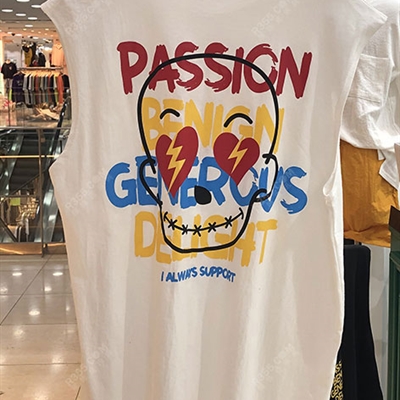 PASSION
BENIGN
GENEROUS
DELIGHT
I ALWAYS SUPPORT